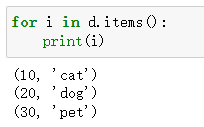 for i in d.items():
    print(i)
(10, 'cat')
(20, 'dog')
(30, 'pet')